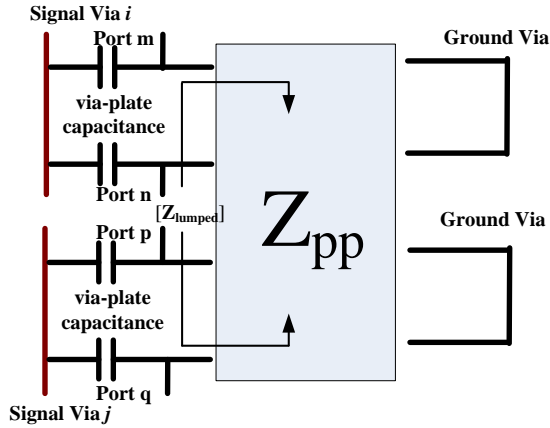 Signal Via i
Port m
Ground Via
via-plate
capacitance
Port n
[Zlumped]
Zpp
Port p
Ground Via
via-plate
capacitance
Port q
Signal Via j